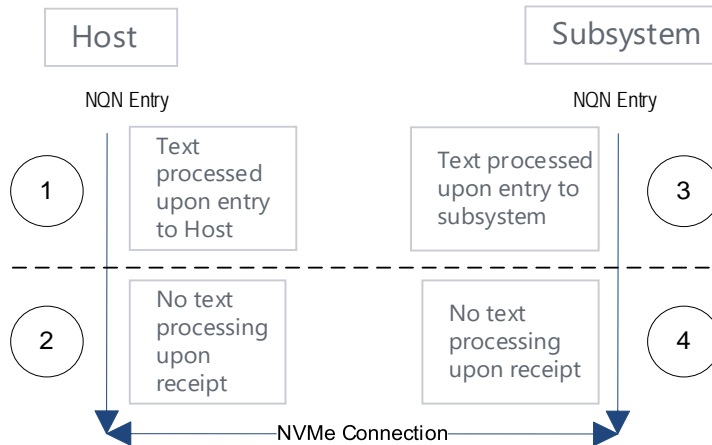 Host
Subsystem
NQN Entry
NQN Entry
1
Text
processed
upon entry
to Host
Text processed
upon entry to
subsystem
3
2
No text
processing
upon
receipt
No text
processing
upon receipt
4
NVMe Connection